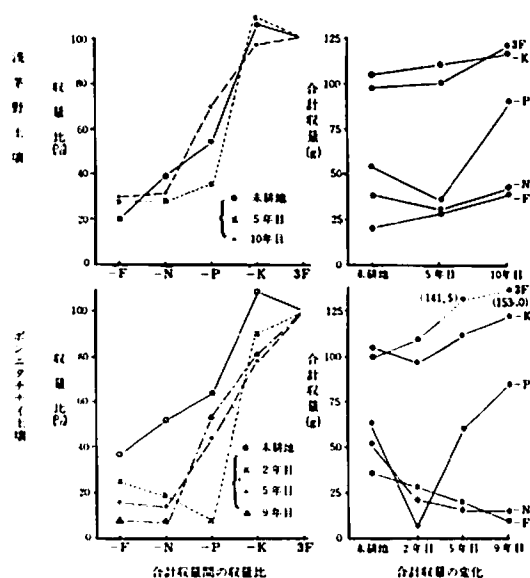 浅茅野土壌
収量比(%)
100
80
60
40
20
0
-F
-N
-P
-K
3F
未耕地
5年目
10年目
合計収量(g)
125
100
75
50
25
0
未耕地
5年目
10年目
3F
-K
-P
-N
-F
ポンニタチナイ土壌
収量比(%)
100
80
60
40
20
0
-F
-N
-P
-K
3F
未耕地
2年目
5年目
9年目
合計収量間の収量比
合計収量(g)
125
100
75
50
25
0
未耕地
2年目
5年目
9年目
(141.5)
3F
(153.0)
-K
-P
-N
-F
合計収量の変化